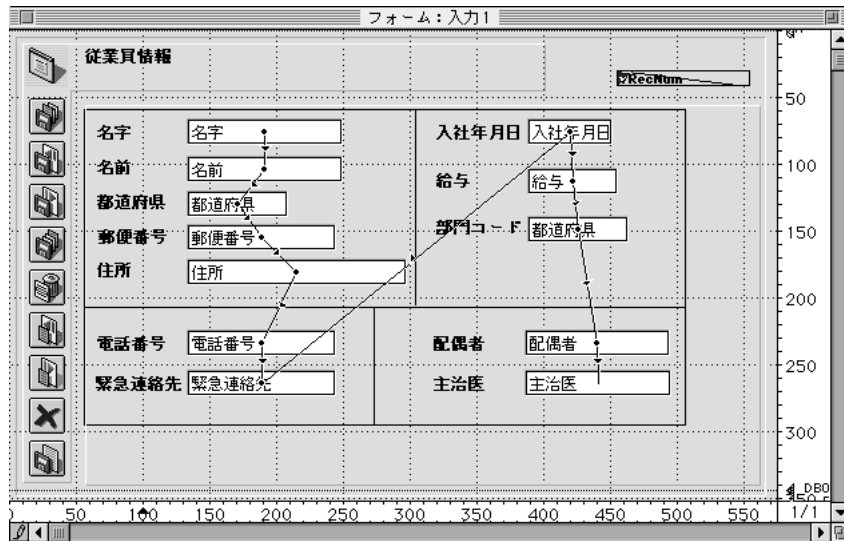 フォーム：入力1
従業員情報
?RecNum
名字 名字
名前 名前
都道府県 都道府県
郵便番号 郵便番号
住所 住所
入社年月日 入社年月日
給与 給与
部門コード 都道府県
電話番号 電話番号
緊急連絡先 緊急連絡先
配偶者 配偶者
主治医 主治医
50
100
150
200
250
300
DBO
0 50 100 150 200 250 300 350 400 450 500 550 1/1